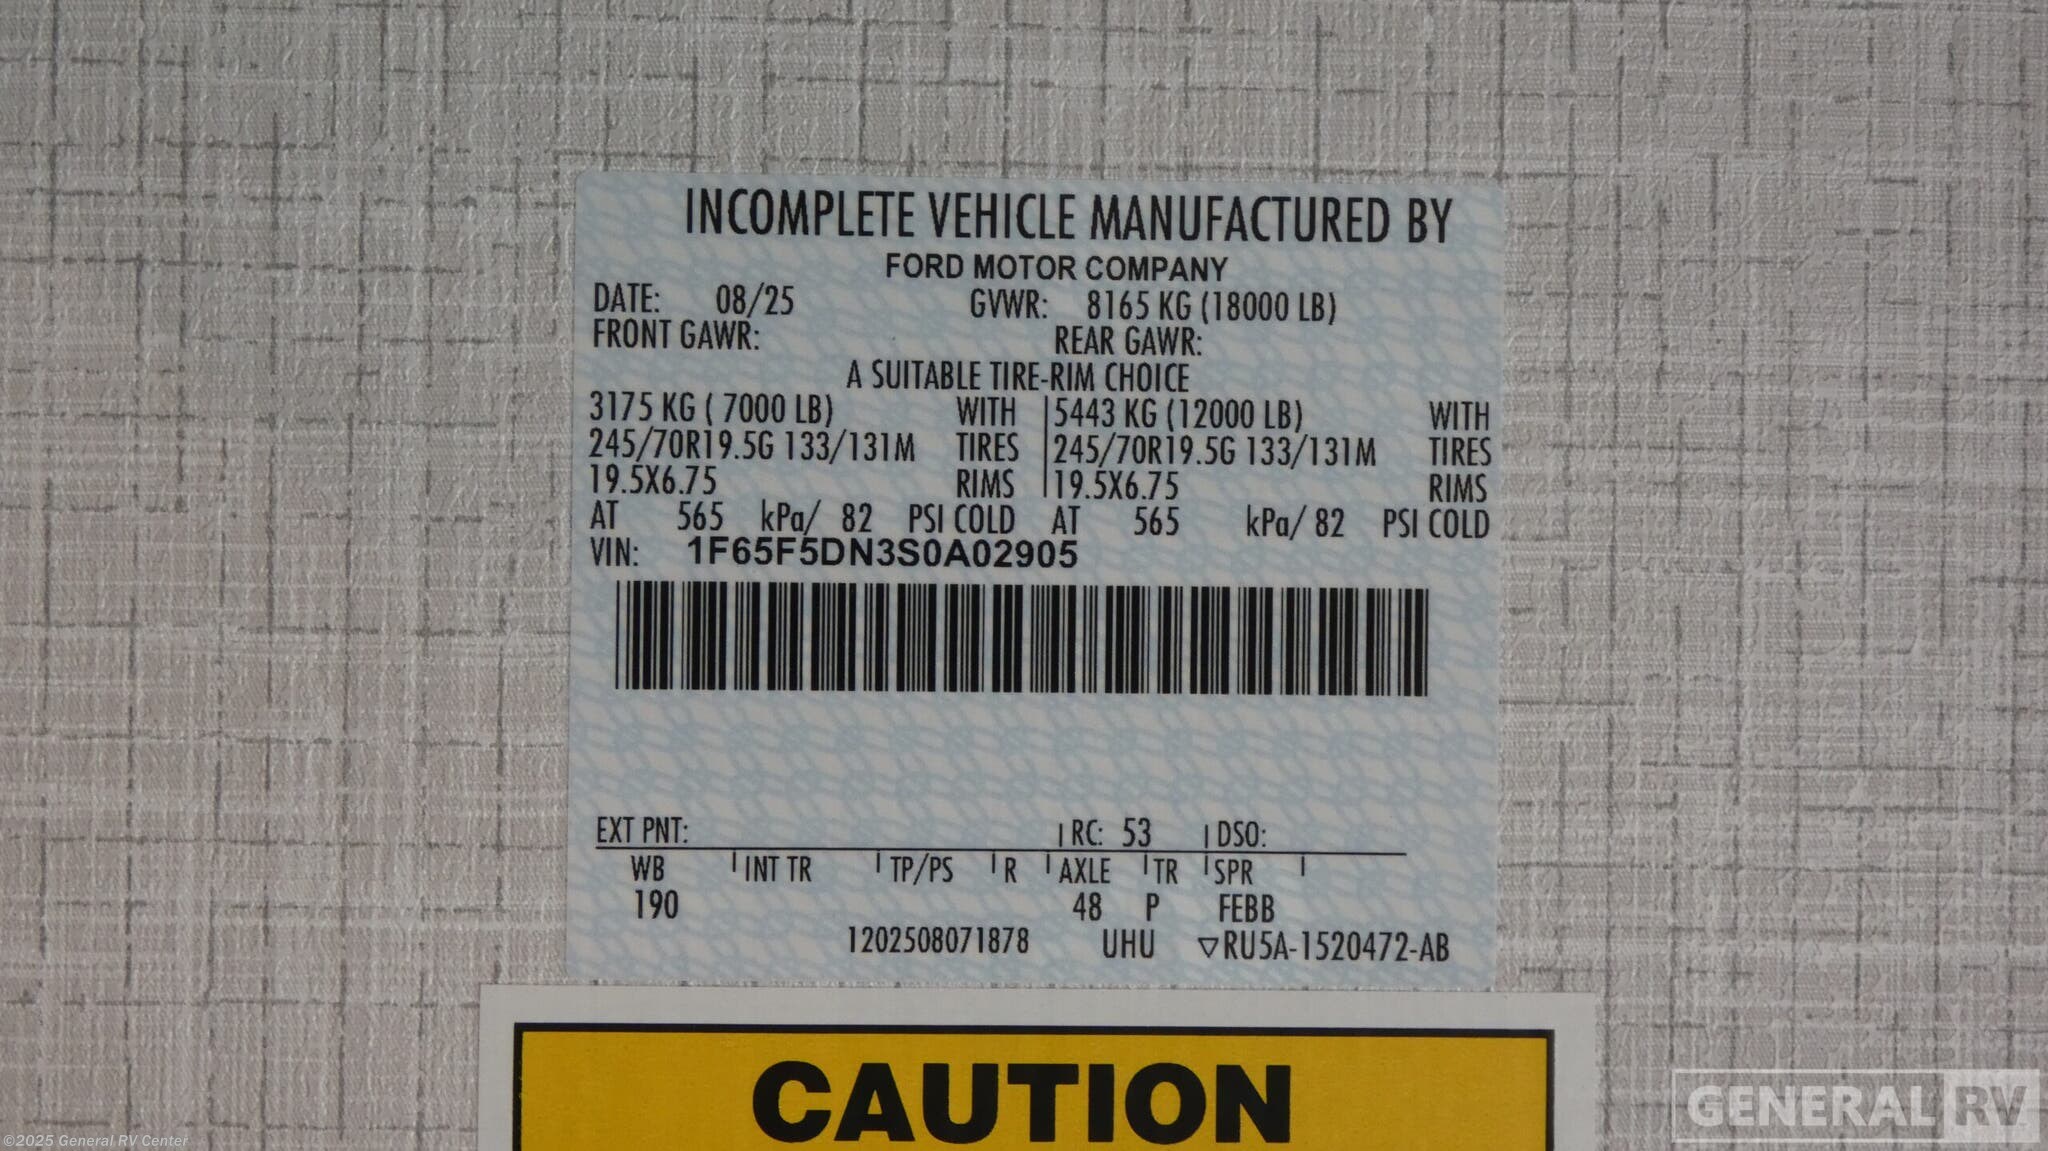 INCOMPLETE VEHICLE MANUFACTURED BY
FORD MOTOR COMPANY
DATE: 08/25 GVWR: 8165 KG (18000 LB)
FRONT GAWR: REAR GAWR:
A SUITABLE TIRE-RIM CHOICE
3175 KG ( 7000 LB) WITH 5443 KG (12000 LB) WITH
245/70R19.5G 133/131M TIRES 245/70R19.5G 133/131M TIRES
19.5X6.75 RIMS 19.5X6.75 RIMS
AT 565 kPa/ 82 PSI COLD AT 565 kPa/ 82 PSI COLD
VIN: 1F65F5DN3S0A02905
EXT PNT: RC: 53 DSO:
WB INT TR TP/PS R AXLE TR SPR
190 48 P FEBB
1202508071878 UHU ▽RU5A-1520472-AB
CAUTION
GENERAL RV
©2025 General RV Center